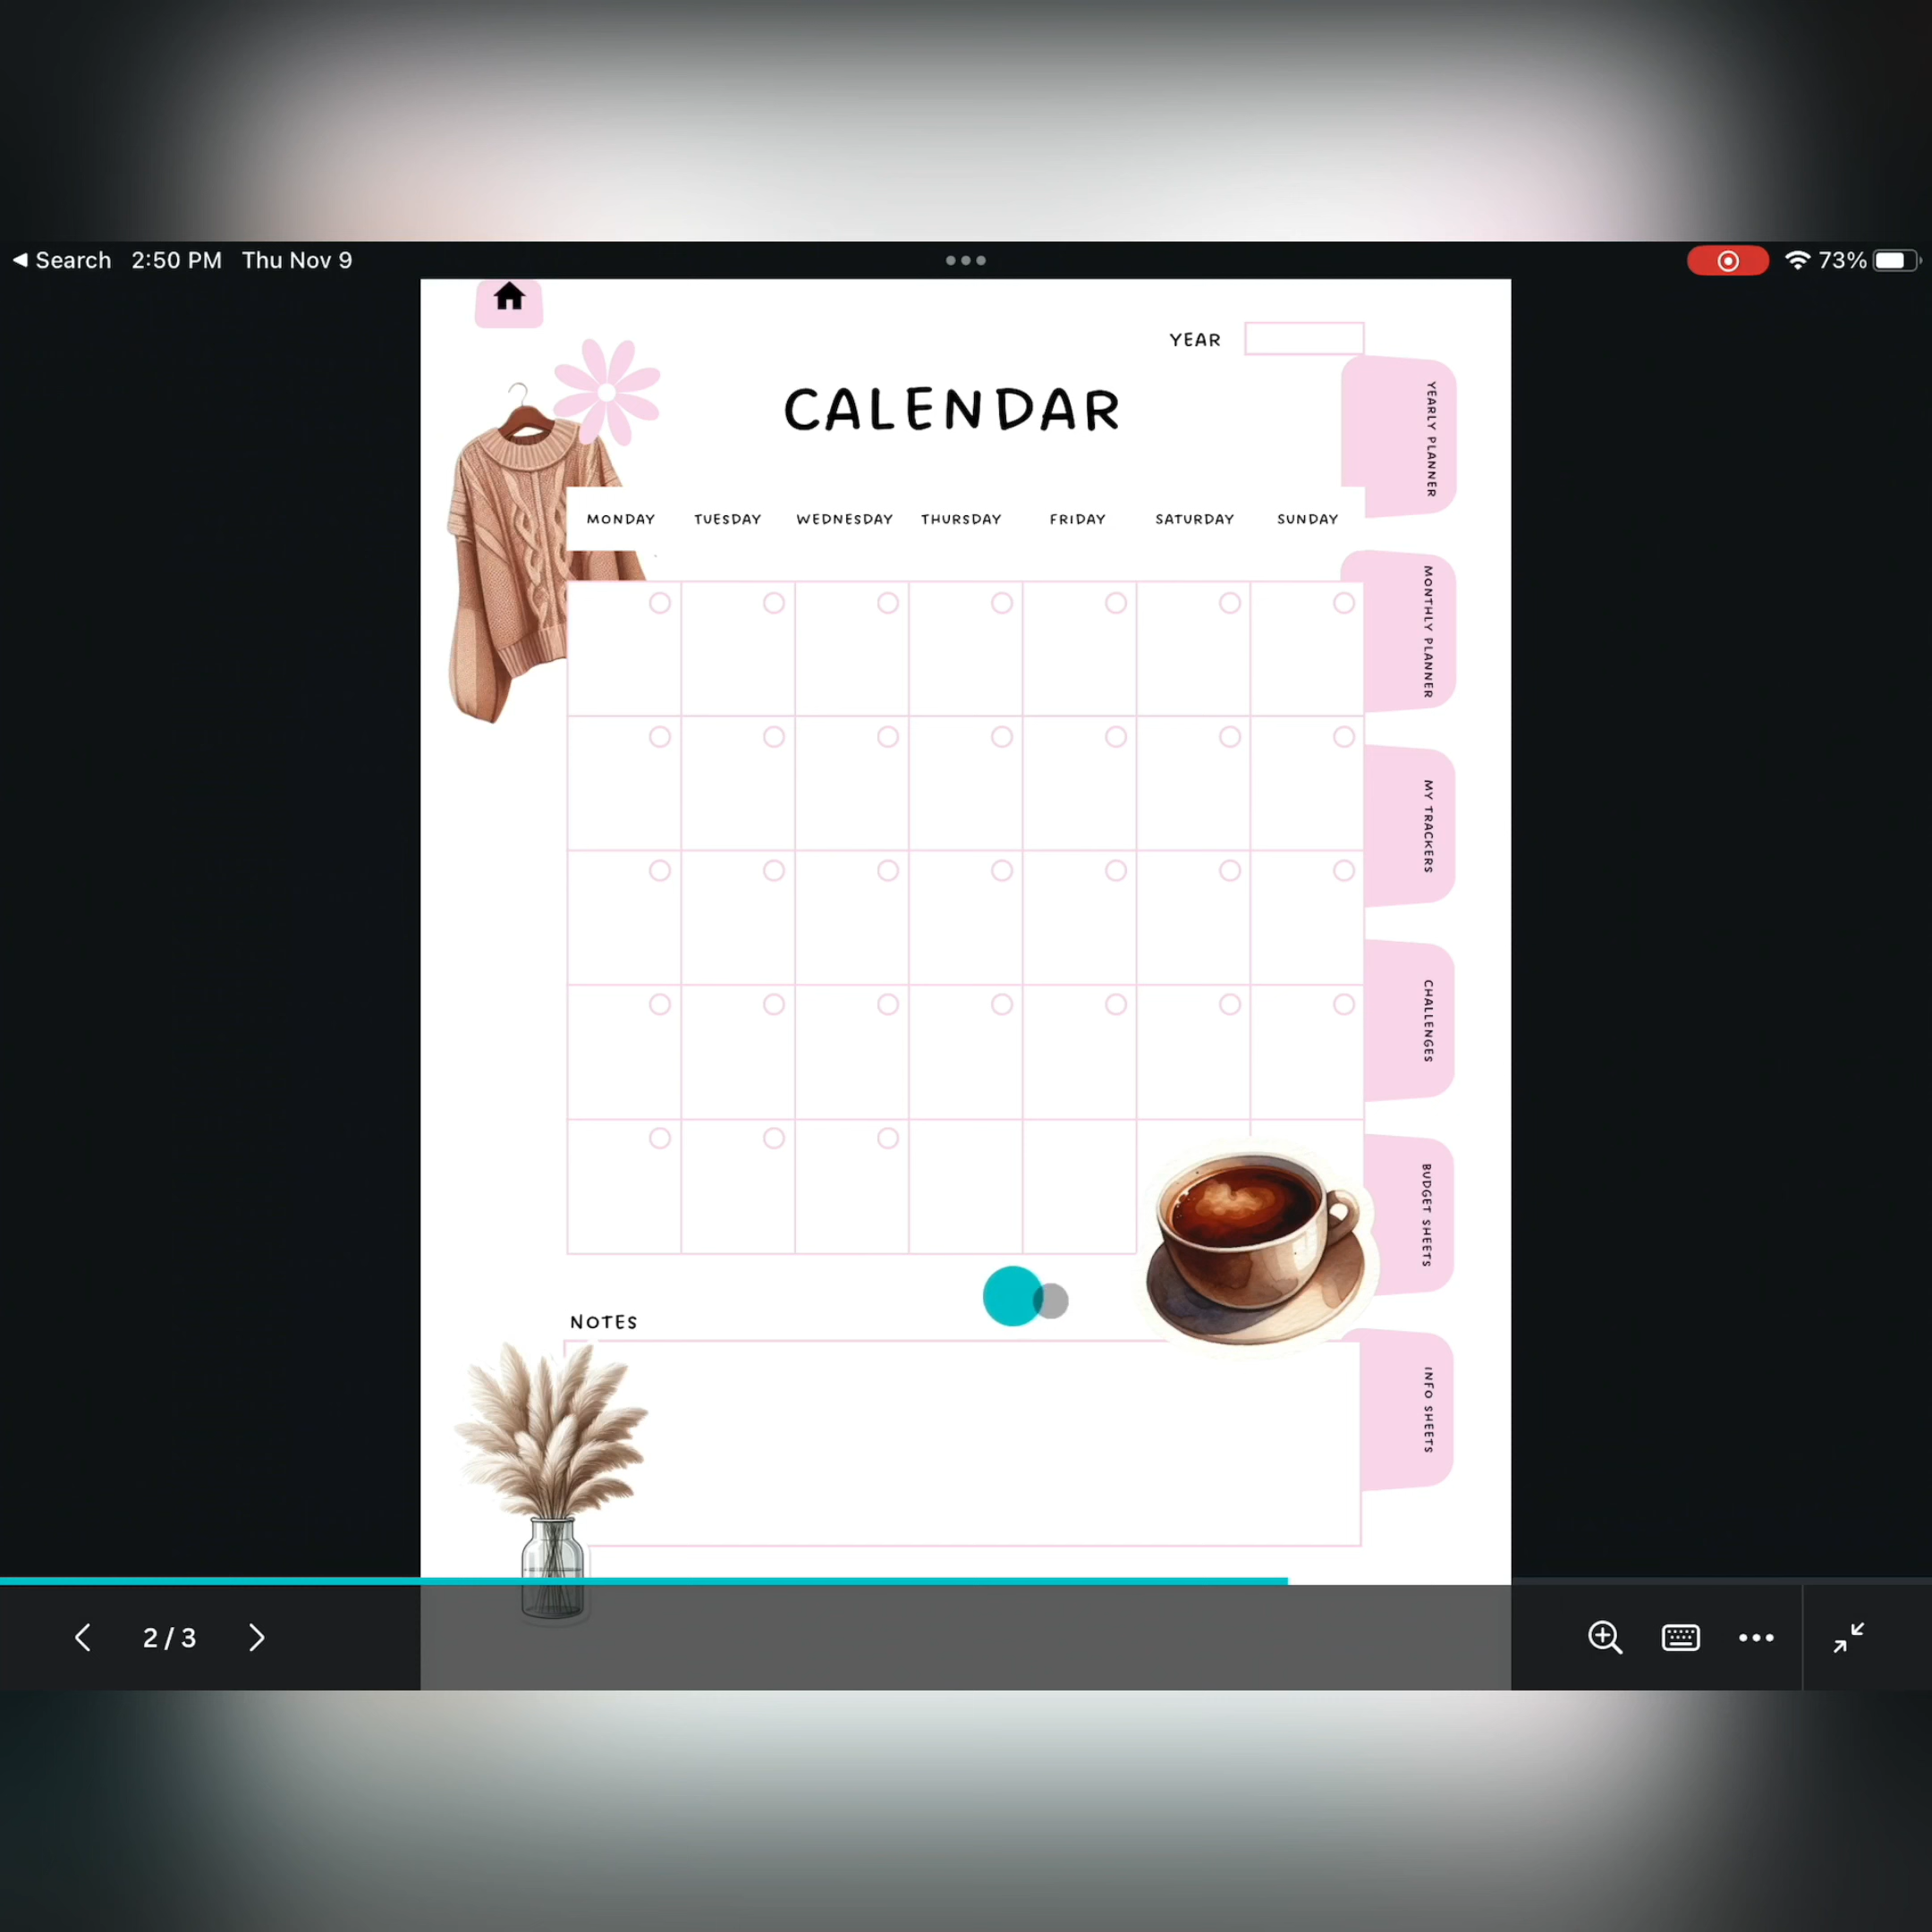 Search 2:50 PM Thu Nov 9 73%
YEAR
CALENDAR
MONDAY TUESDAY WEDNESDAY THURSDAY FRIDAY SATURDAY SUNDAY
YEARLY PLANNER
MONTHLY PLANNER
MY TRACKERS
CHALLENGES
BUDGET SHEETS
INFO SHEETS
NOTES
2/3